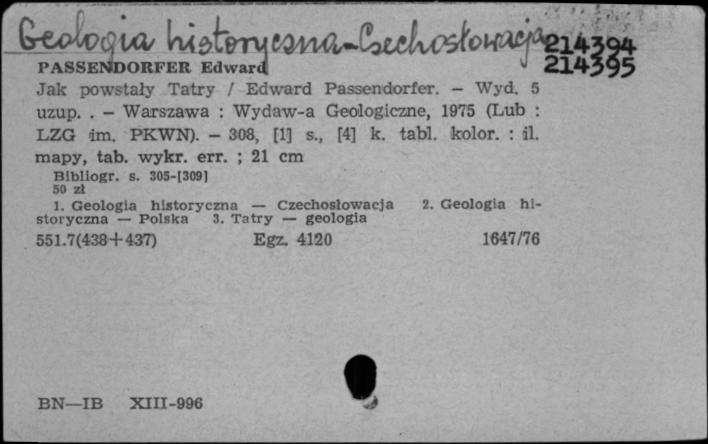 Geologia historyczna-Czechosłowacja
214394
214395
PASSENDORFER Edward
Jak powstały Tatry / Edward Passendorfer. — Wyd. 5
uzup. . — Warszawa : Wydaw-a Geologiczne, 1975 (Lub :
LZG im. PKWN). — 308, [1] s., [4] k. tabl. kolor. : il.
mapy, tab. wykr. err. ; 21 cm
Bibliogr. s. 305-[309]
50 zł
1. Geologia historyczna — Czechosłowacja 2. Geologia hi-
storyczna — Polska 3. Tatry — geologia
551.7(438+437) Egz. 4120 1647/76
BN—IB XIII-996